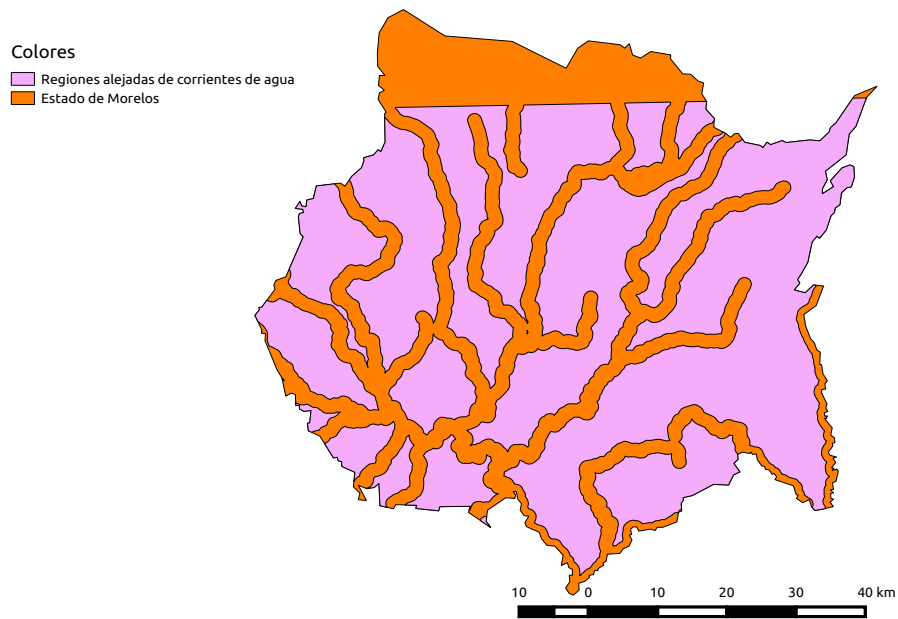 Colores
Regiones alejadas de corrientes de agua
Estado de Morelos
10 0 10 20 30 40 km